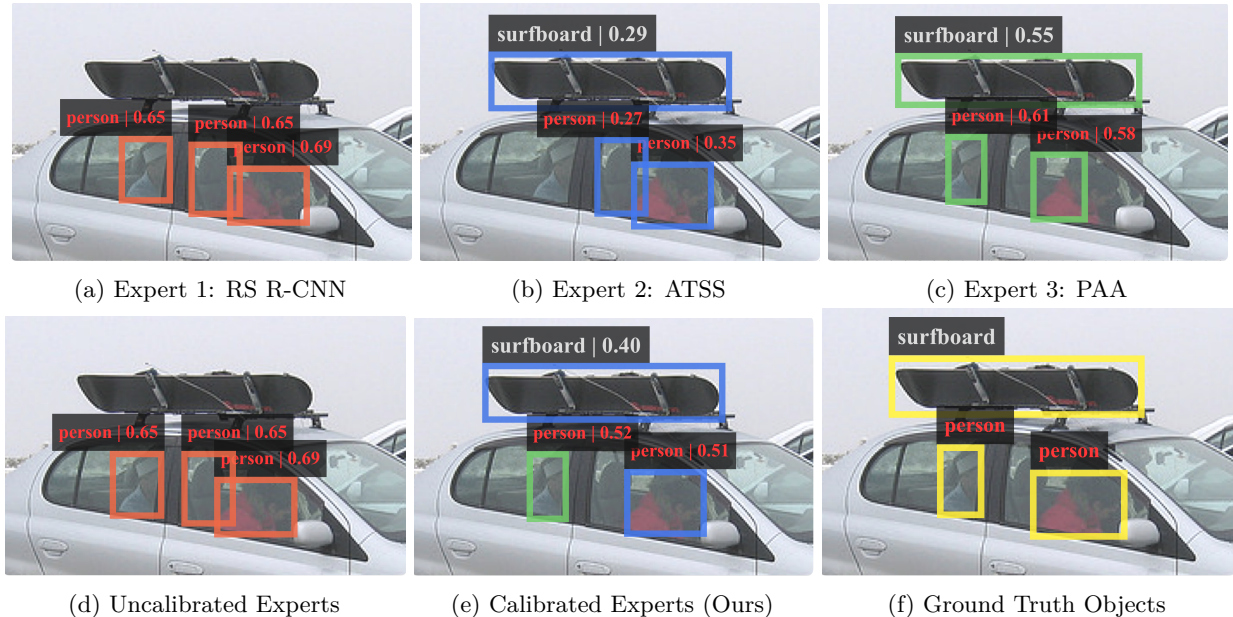 person | 0.65
person | 0.65
person | 0.69
(a) Expert 1: RS R-CNN
surfboard | 0.29
person | 0.27
person | 0.35
(b) Expert 2: ATSS
surfboard | 0.55
person | 0.61
person | 0.58
(c) Expert 3: PAA
person | 0.65
person | 0.65
person | 0.69
(d) Uncalibrated Experts
surfboard | 0.40
person | 0.52
person | 0.51
(e) Calibrated Experts (Ours)
surfboard
person
person
(f) Ground Truth Objects